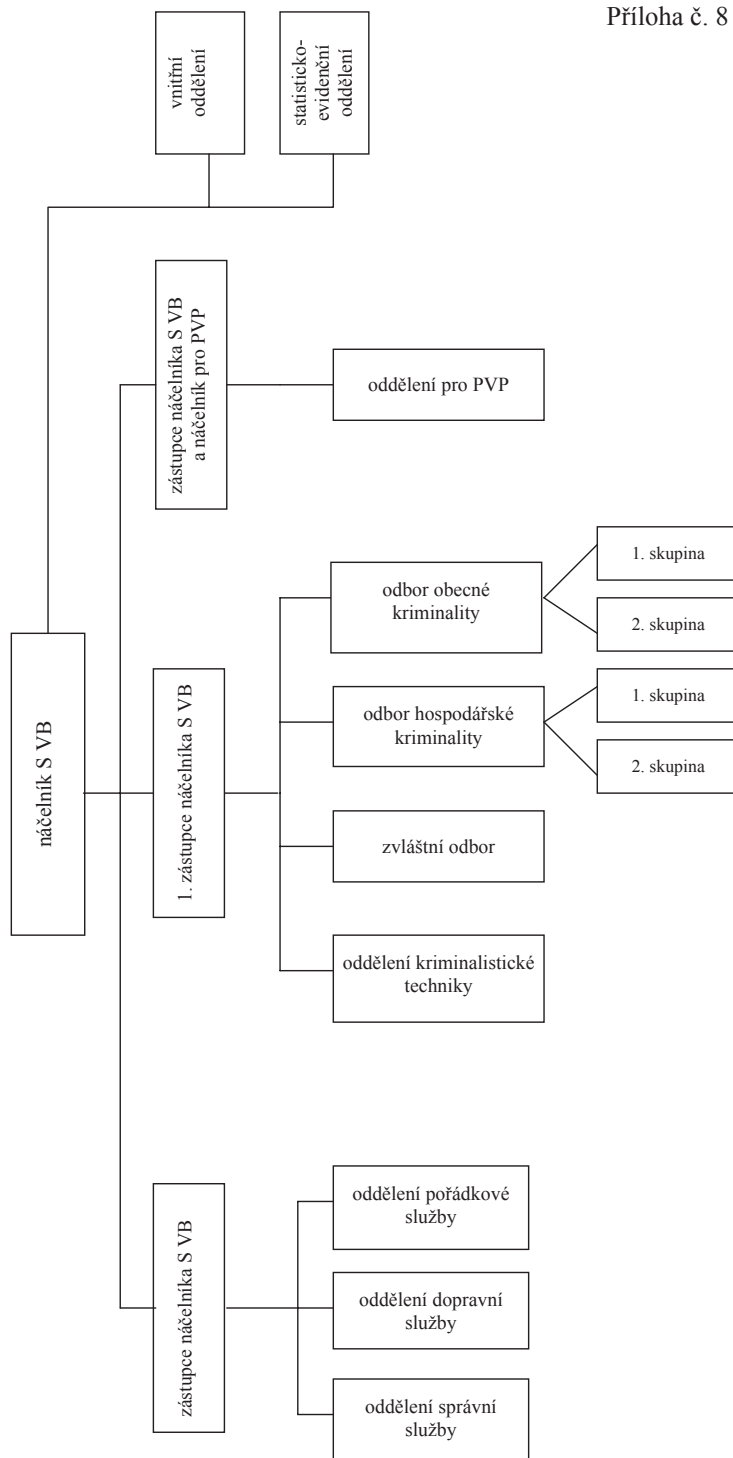 Příloha č. 8
vnitřní
oddělení
statisticko-
evidenční
oddělení
náčelník S VB
zástupce náčelníka S VB
a náčelník pro PVP
oddělení pro PVP
1. zástupce náčelníka S VB
odbor obecné
kriminality
1. skupina
2. skupina
odbor hospodářské
kriminality
1. skupina
2. skupina
zvláštní odbor
oddělení kriminalistické
techniky
zástupce náčelníka S VB
oddělení pořádkové
služby
oddělení dopravní
služby
oddělení správní
služby